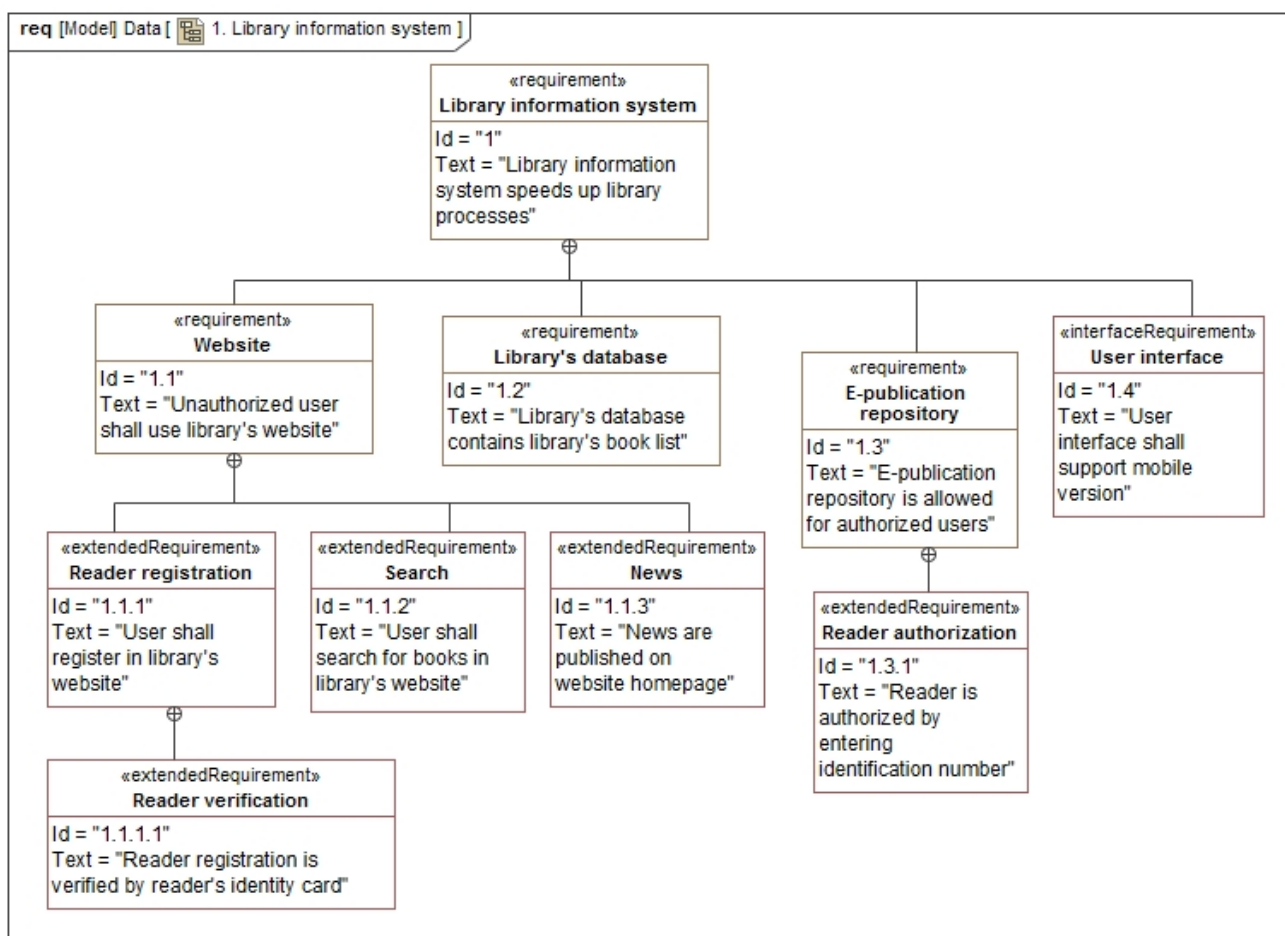 req [Model] Data [ 1. Library information system ]
«requirement»
Library information system
Id = "1"
Text = "Library information
system speeds up library
processes"
«requirement»
Website
Id = "1.1"
Text = "Unauthorized user
shall use library's website"
«requirement»
Library's database
Id = "1.2"
Text = "Library's database
contains library's book list"
«requirement»
E-publication
repository
Id = "1.3"
Text = "E-publication
repository is allowed
for authorized users"
«interfaceRequirement»
User interface
Id = "1.4"
Text = "User
interface shall
support mobile
version"
«extendedRequirement»
Reader registration
Id = "1.1.1"
Text = "User shall
register in library's
website"
«extendedRequirement»
Search
Id = "1.1.2"
Text = "User shall
search for books in
library's website"
«extendedRequirement»
News
Id = "1.1.3"
Text = "News are
published on
website homepage"
«extendedRequirement»
Reader authorization
Id = "1.3.1"
Text = "Reader is
authorized by
entering
identification number"
«extendedRequirement»
Reader verification
Id = "1.1.1.1"
Text = "Reader registration is
verified by reader's identity card"